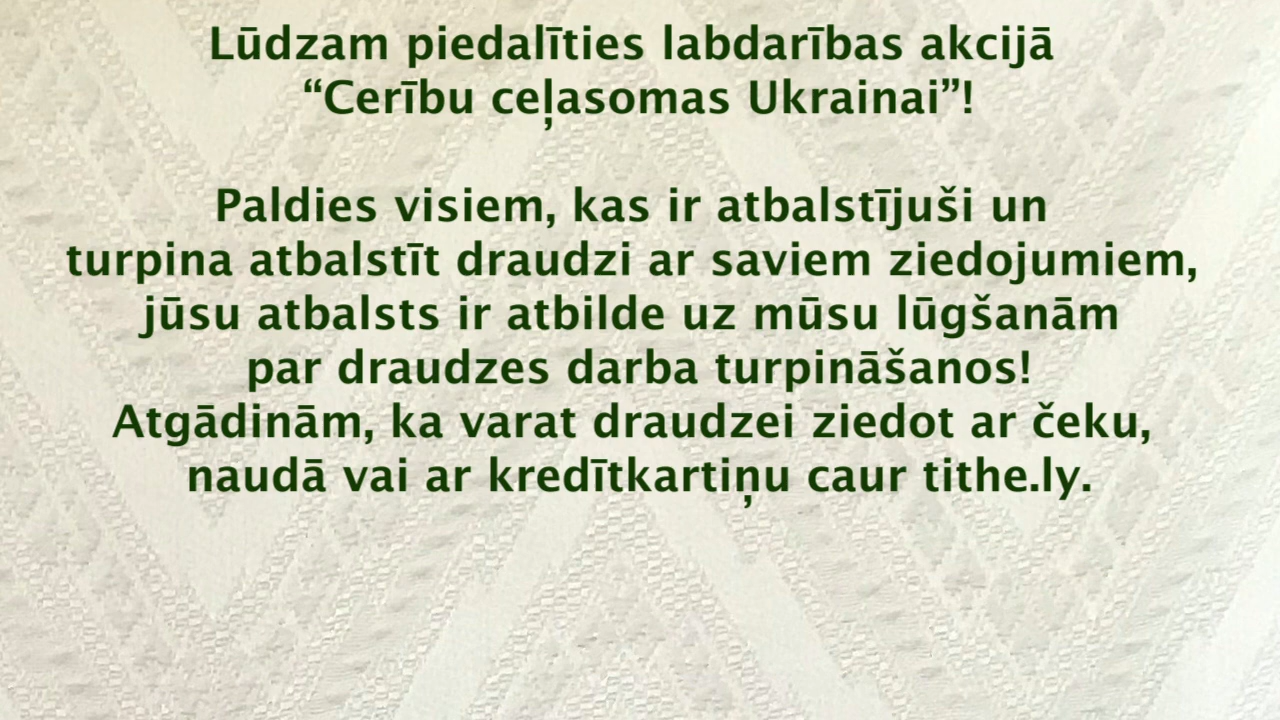 Lūdzam piedalīties labdarības akcijā
“Cerību ceļasomas Ukrainai”!
Paldies visiem, kas ir atbalstījuši un
turpina atbalstīt draudzi ar saviem ziedojumiem,
jūsu atbalsts ir atbilde uz mūsu lūgšanām
par draudzes darba turpināšanos!
Atgādinām, ka varat draudzei ziedot ar čeku,
naudā vai ar kredītkartiņu caur tithe.ly.